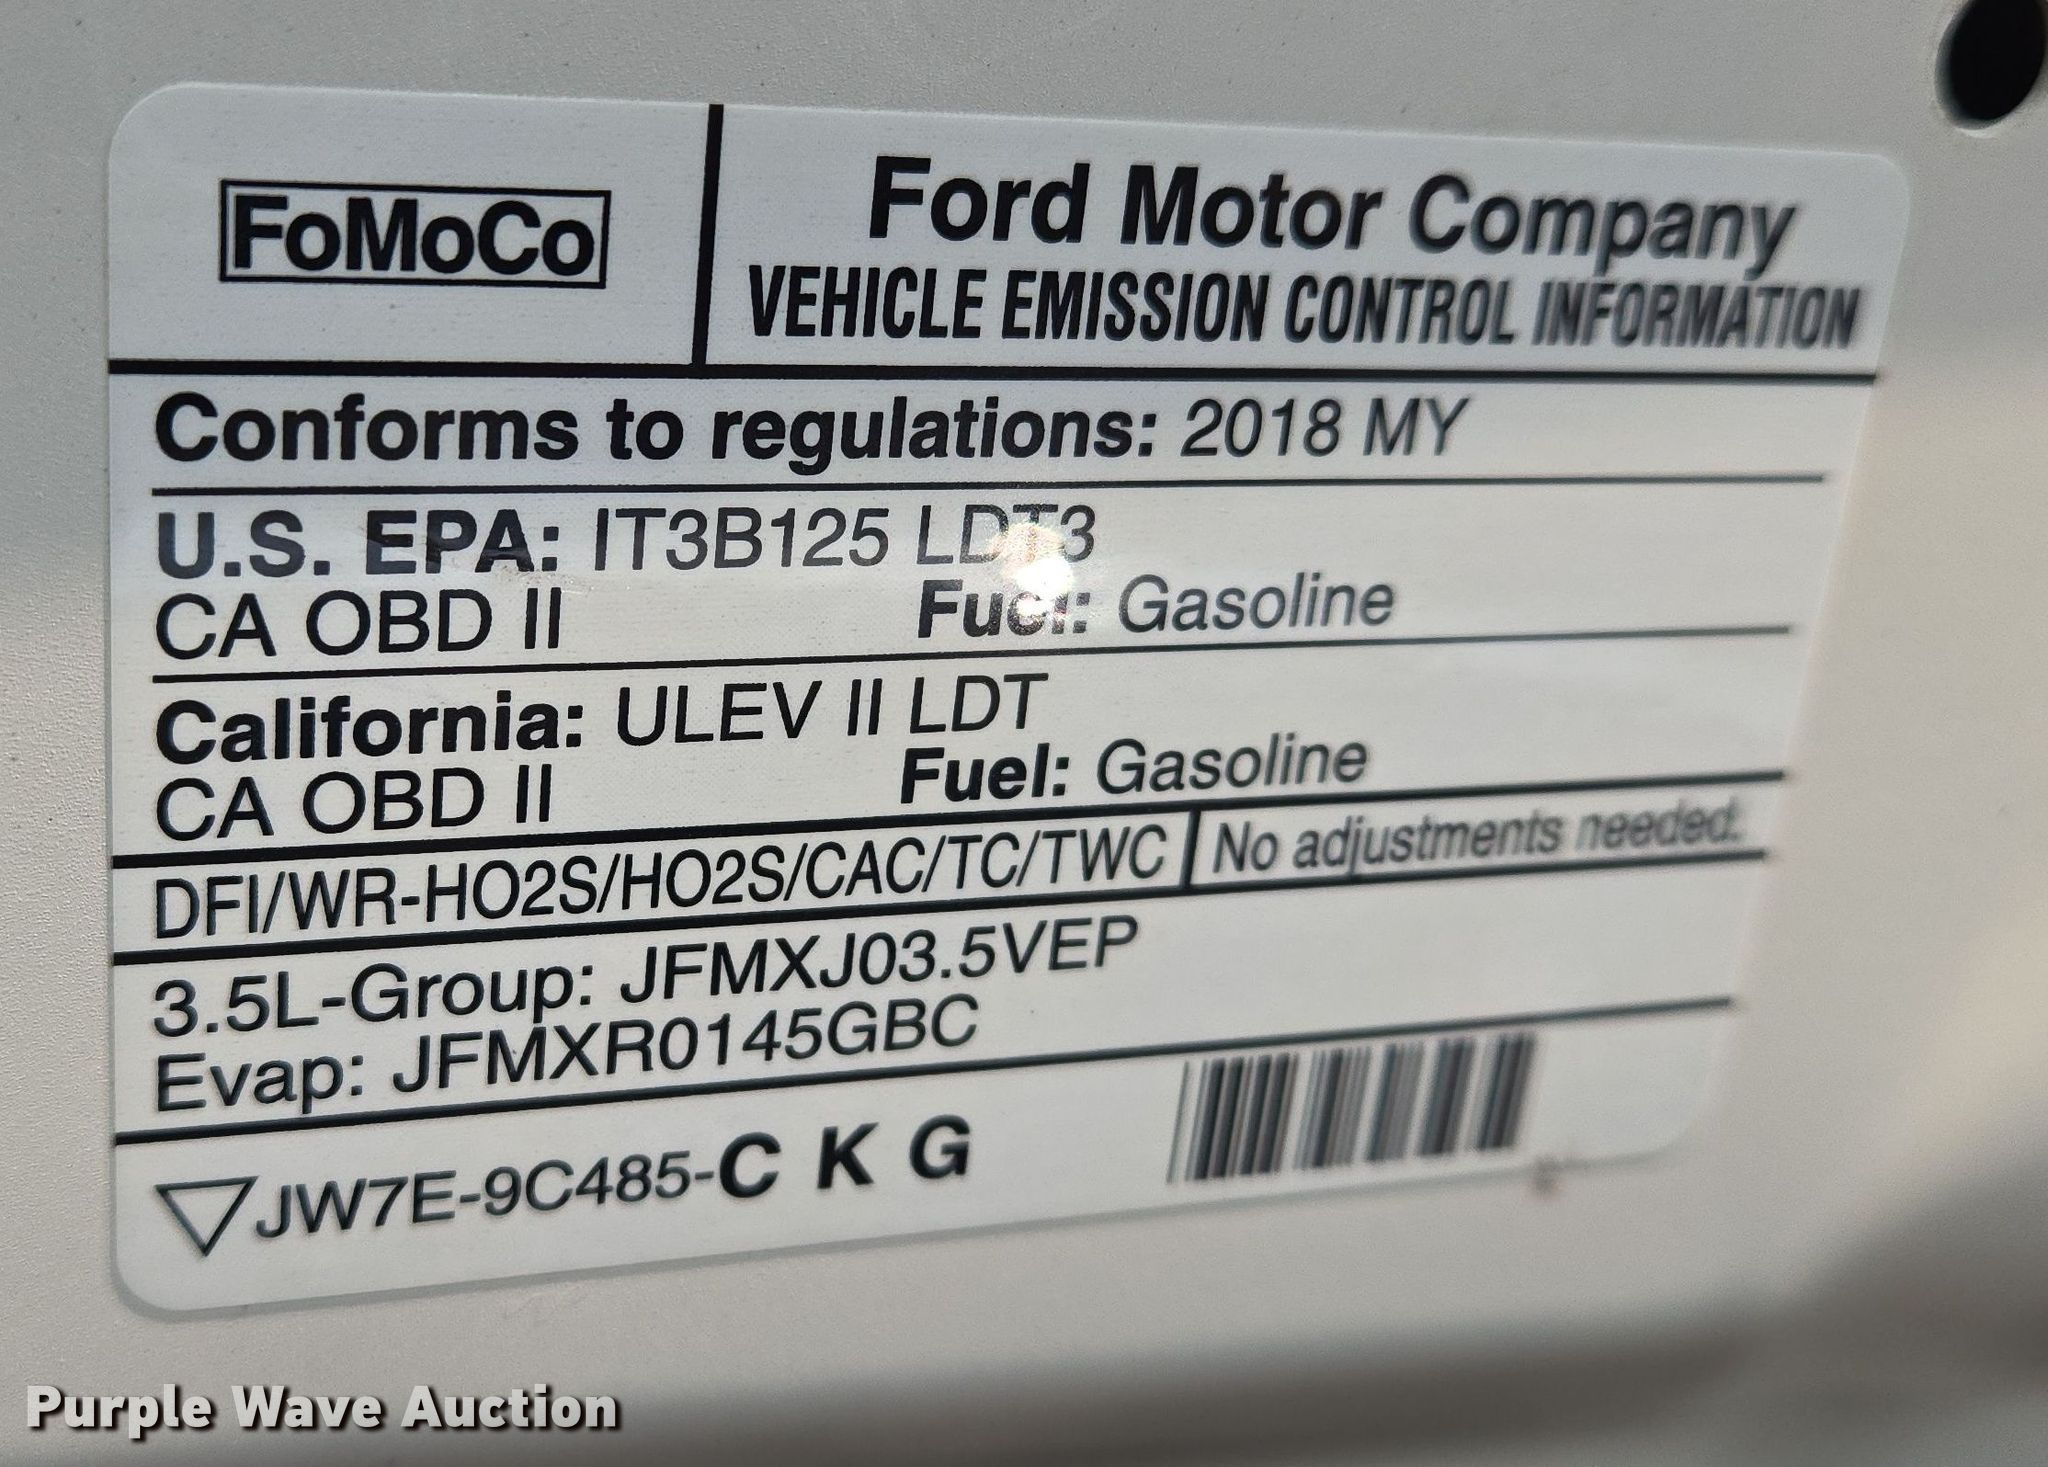 FoMoCo
Ford Motor Company
VEHICLE EMISSION CONTROL INFORMATION
Conforms to regulations: 2018 MY
U.S. EPA: IT3B125 LDT3
CA OBD II Fuel: Gasoline
California: ULEV II LDT
CA OBD II Fuel: Gasoline
DFI/WR-HO2S/HO2S/CAC/TC/TWC No adjustments needed.
3.5L-Group: JFMXJ03.5VEP
Evap: JFMXR0145GBC
JW7E-9C485-C K G
Purple Wave Auction